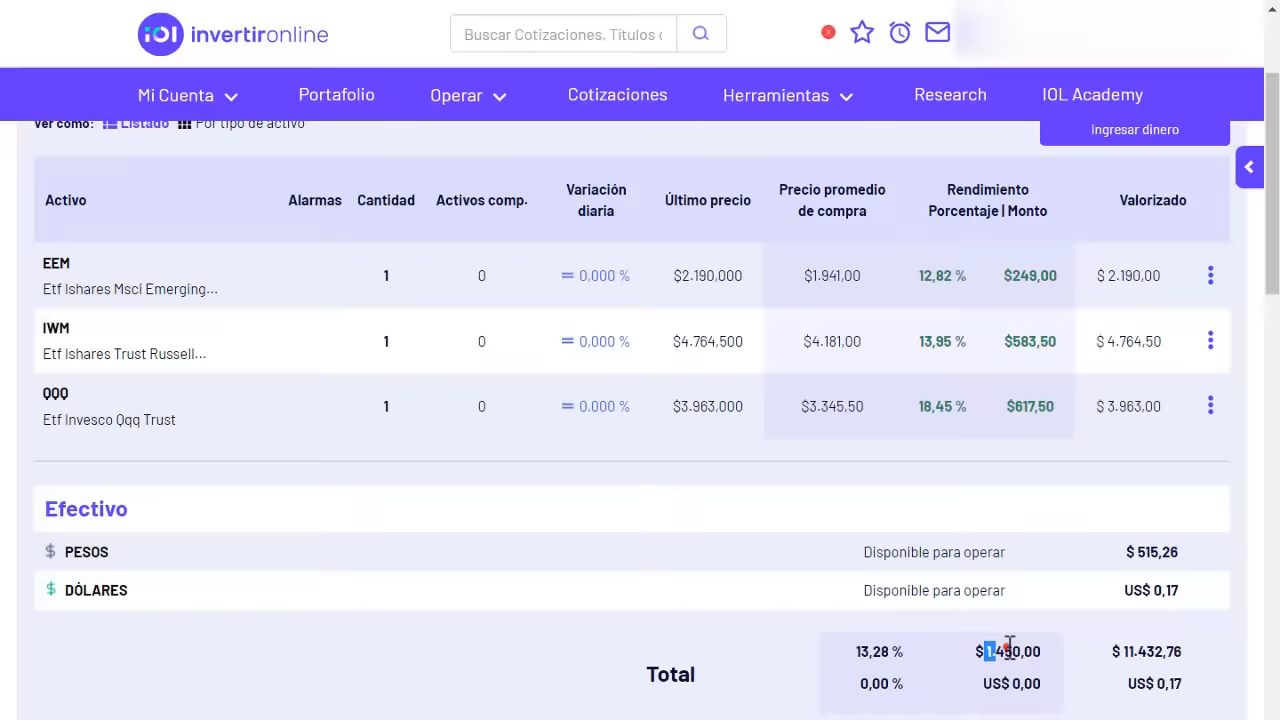 iOl invertironline
Buscar Cotizaciones. Títulos o
Mi Cuenta Portafolio Operar Cotizaciones Herramientas Research IOL Academy
Ver como: Listado Por tipo de activo
Ingresar dinero
Activo Alarmas Cantidad Activos comp. Variación diaria Último precio Precio promedio de compra Rendimiento Porcentaje | Monto Valorizado
EEM
Etf Ishares Msci Emerging... 1 0 = 0,000 % $2.190,000 $1.941,00 12,82 % $249,00 $ 2.190,00
IWM
Etf Ishares Trust Russell... 1 0 = 0,000 % $4.764,500 $4.181,00 13,95 % $583,50 $ 4.764,50
QQQ
Etf Invesco Qqq Trust 1 0 = 0,000 % $3.963,000 $3.345,50 18,45 % $617,50 $ 3.963,00
Efectivo
$ PESOS Disponible para operar $ 515,26
$ DÓLARES Disponible para operar US$ 0,17
13,28 % $ 1.450,00 $ 11.432,76
Total
0,00 % US$ 0,00 US$ 0,17